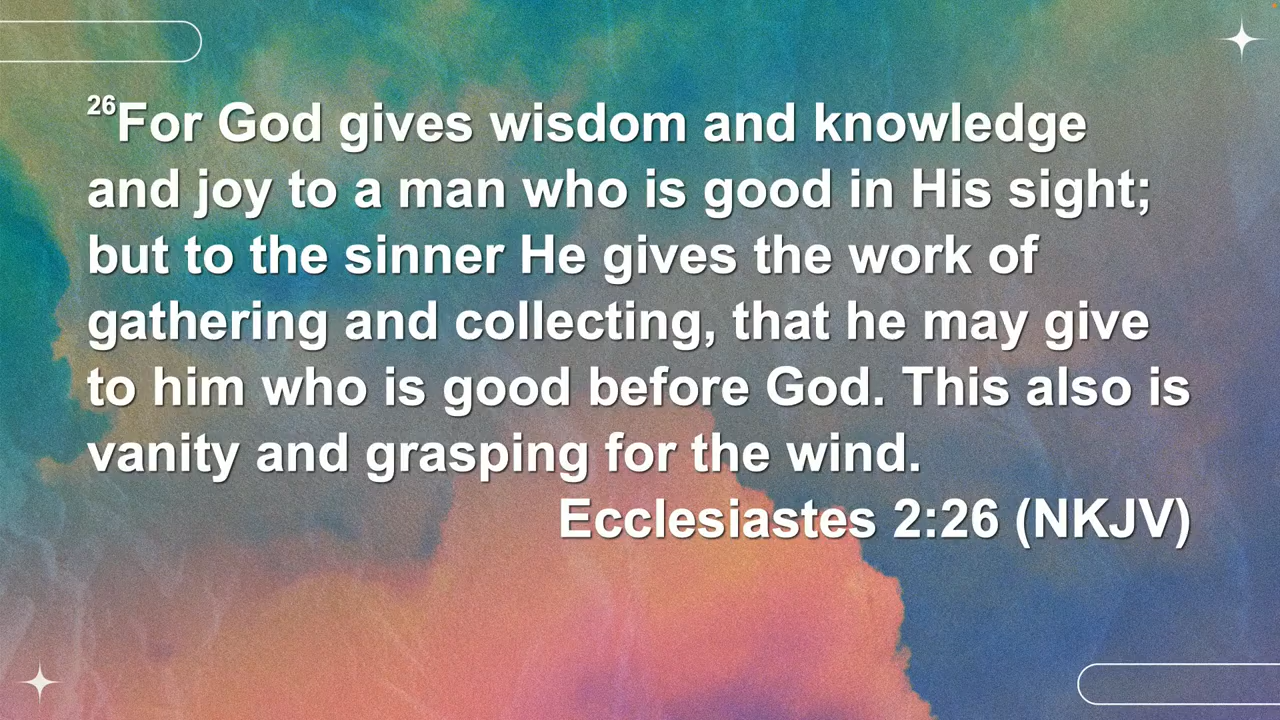 26For God gives wisdom and knowledge
and joy to a man who is good in His sight;
but to the sinner He gives the work of
gathering and collecting, that he may give
to him who is good before God. This also is
vanity and grasping for the wind.
Ecclesiastes 2:26 (NKJV)